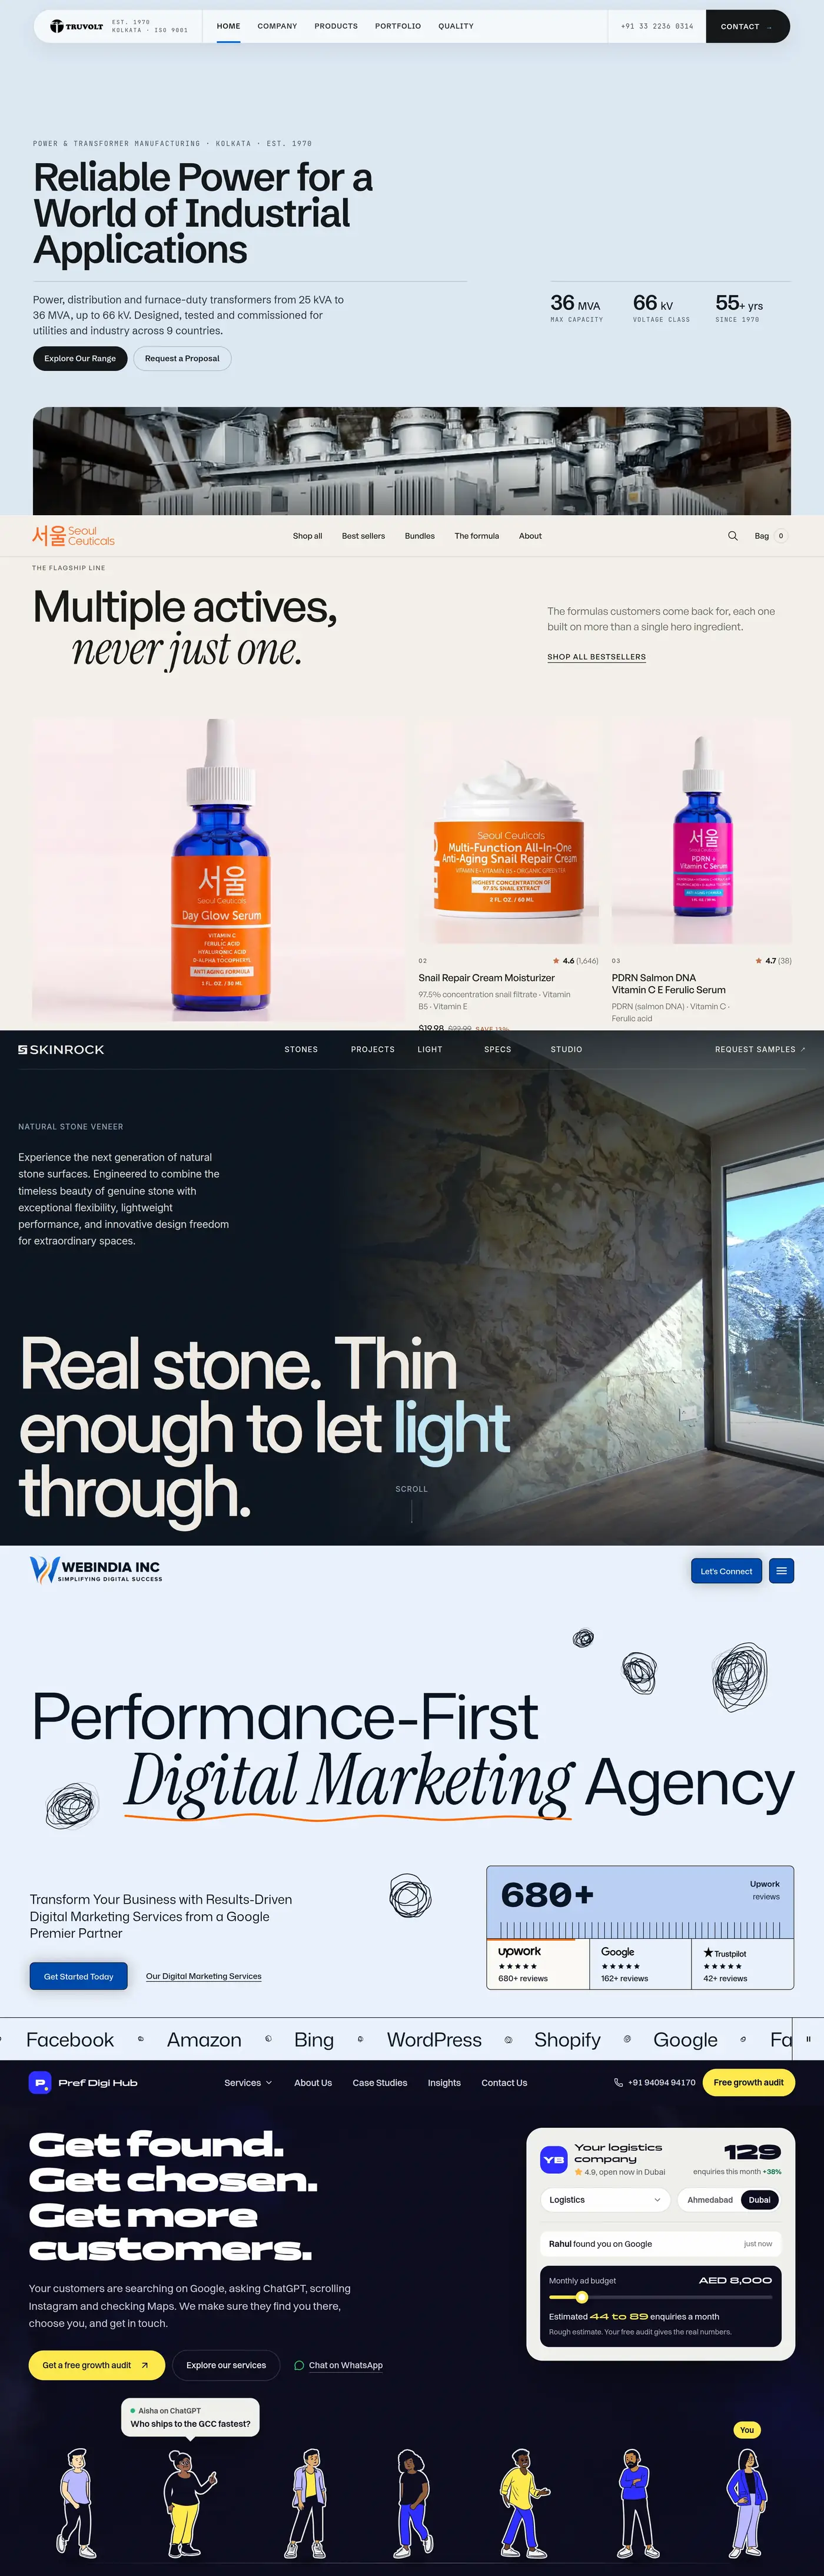 TRUVOLT
EST. 1970
KOLKATA · ISO 9001
HOME
COMPANY
PRODUCTS
PORTFOLIO
QUALITY
+91 33 2236 0314
CONTACT →
POWER & TRANSFORMER MANUFACTURING · KOLKATA · EST. 1970
Reliable Power for a
World of Industrial
Applications
Power, distribution and furnace-duty transformers from 25 kVA to
36 MVA, up to 66 kV. Designed, tested and commissioned for
utilities and industry across 9 countries.
36 MVA
MAX CAPACITY
66 kV
VOLTAGE CLASS
55+ yrs
SINCE 1970
Explore Our Range
Request a Proposal
서울 Seoul
Ceuticals
Shop all
Best sellers
Bundles
The formula
About
Bag 0
THE FLAGSHIP LINE
Multiple actives,
never just one.
The formulas customers come back for, each one
built on more than a single hero ingredient.
SHOP ALL BESTSELLERS
서울
Seoul Ceuticals
Day Glow Serum
VITAMIN C
FERULIC ACID
HYALURONIC ACID
D-ALPHA TOCOPHERYL
ANTI AGING FORMULA
1 FL. OZ / 30 ML
Seoul Ceuticals
Multi-Function All-In-One
Anti-Aging Snail Repair Cream
VITAMIN E • VITAMIN B5 • ORGANIC GREEN TEA
HIGHEST CONCENTRATION OF
97.5% SNAIL EXTRACT
2 FL. OZ / 60 ML
서울
Seoul Ceuticals
PDRN +
Vitamin C Serum
02
★ 4.6 (1,646)
Snail Repair Cream Moisturizer
97.5% concentration snail filtrate · Vitamin
B5 · Vitamin E
$19.98 $22.99 SAVE 13%
03
★ 4.7 (38)
PDRN Salmon DNA
Vitamin C E Ferulic Serum
PDRN (salmon DNA) · Vitamin C ·
Ferulic acid
SKINROCK
STONES
PROJECTS
LIGHT
SPECS
STUDIO
REQUEST SAMPLES ↗
NATURAL STONE VENEER
Experience the next generation of natural
stone surfaces. Engineered to combine the
timeless beauty of genuine stone with
exceptional flexibility, lightweight
performance, and innovative design freedom
for extraordinary spaces.
Real stone. Thin
enough to let light
through.
SCROLL
WEBINDIA INC
SIMPLIFYING DIGITAL SUCCESS
Let's Connect
Performance-First
Digital Marketing Agency
Transform Your Business with Results-Driven
Digital Marketing Services from a Google
Premier Partner
Get Started Today
Our Digital Marketing Services
680+
Upwork
reviews
upwork
★★★★★
680+ reviews
Google
★★★★★
162+ reviews
★ Trustpilot
★★★★★
42+ reviews
Facebook
Amazon
Bing
WordPress
Shopify
Google
Fa
P Pref Digi Hub
Services
About Us
Case Studies
Insights
Contact Us
+91 94094 94170
Free growth audit
Get found.
Get chosen.
Get more
customers.
Your customers are searching on Google, asking ChatGPT, scrolling
Instagram and checking Maps. We make sure they find you there,
choose you, and get in touch.
Get a free growth audit ↗
Explore our services
Chat on WhatsApp
YB
Your logistics
company
★ 4.9, open now in Dubai
129
enquiries this month +38%
Logistics
Ahmedabad
Dubai
Rahul found you on Google
just now
Monthly ad budget
AED 8,000
Estimated 44 to 89 enquiries a month
Rough estimate. Your free audit gives the real numbers.
Aisha on ChatGPT
Who ships to the GCC fastest?
You